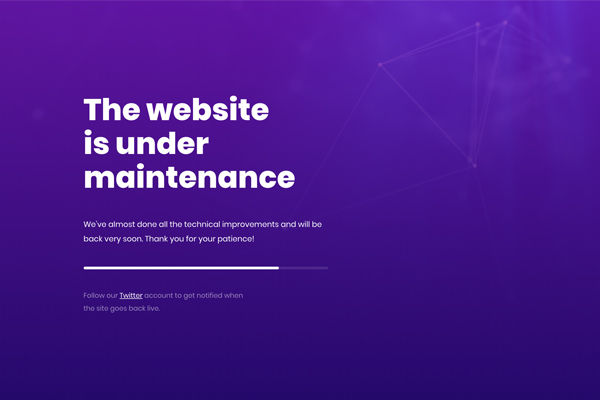 The website
is under
maintenance
We've almost done all the technical improvements and will be
back very soon. Thank you for your patience!
Follow our Twitter account to get notified when
the site goes back live.